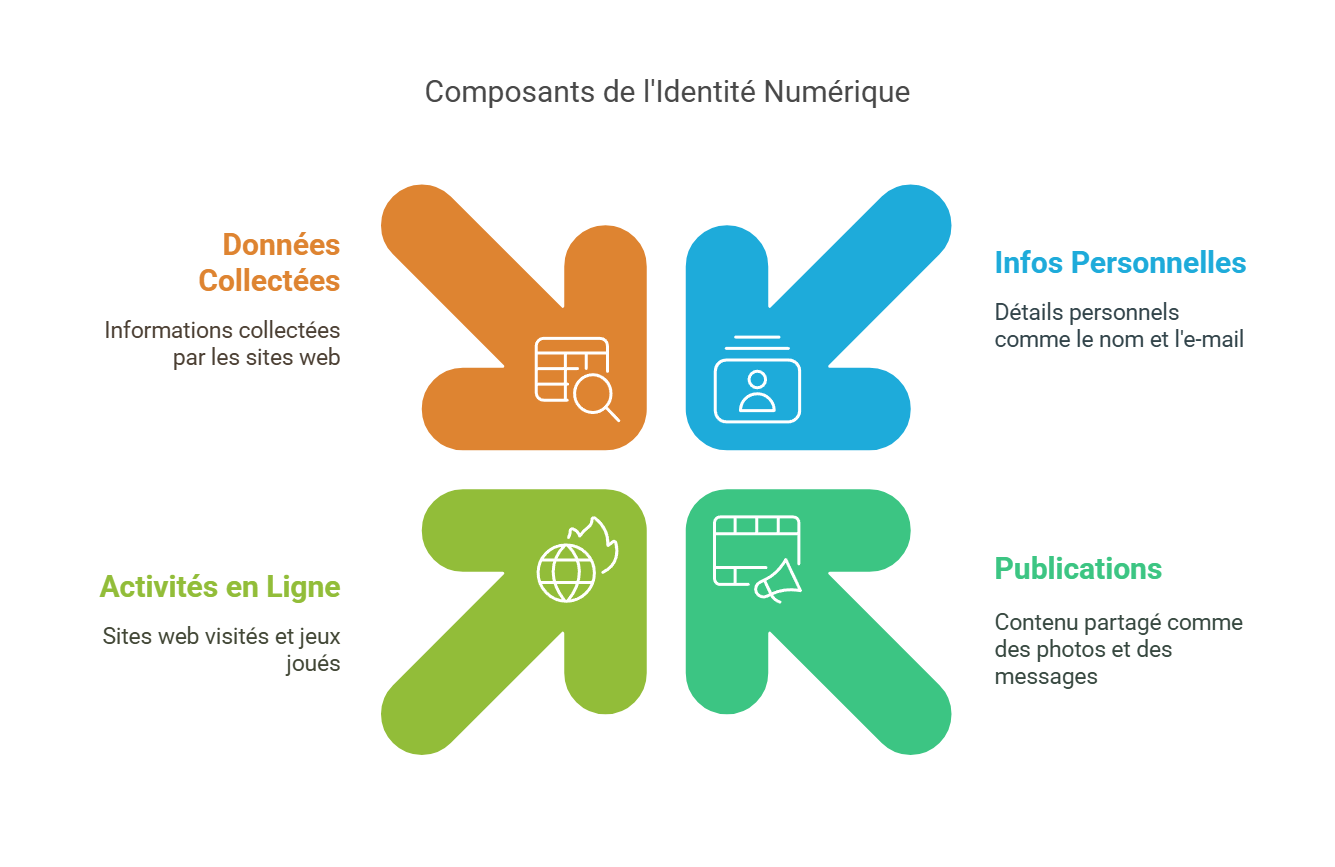 Composants de l'Identité Numérique
Données
Collectées
Informations collectées
par les sites web
Infos Personnelles
Détails personnels
comme le nom et l'e-mail
Activités en Ligne
Sites web visités et jeux
joués
Publications
Contenu partagé comme
des photos et des
messages